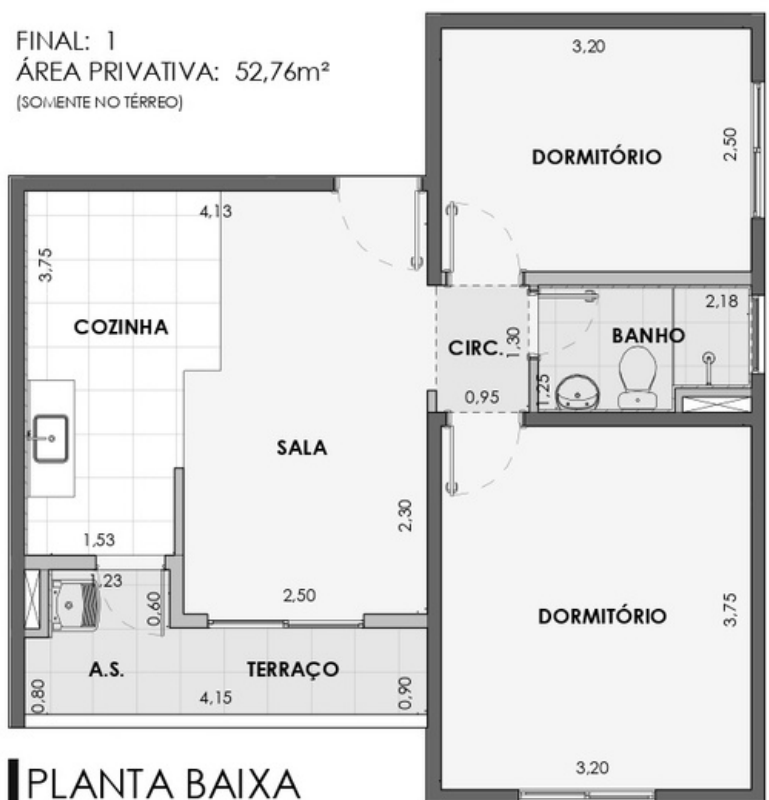 FINAL: 1
ÁREA PRIVATIVA: 52,76m²
(SOMENTE NO TÉRREO)
3,20
DORMITÓRIO
2,50
4,13
3,75
COZINHA
2,18
BANHO
CIRC.
1,30
0,95
1,25
SALA
2,30
1,53
1,23
0,60
2,50
DORMITÓRIO
3,75
A.S.
TERRAÇO
0,80
4,15
0,90
3,20
PLANTA BAIXA